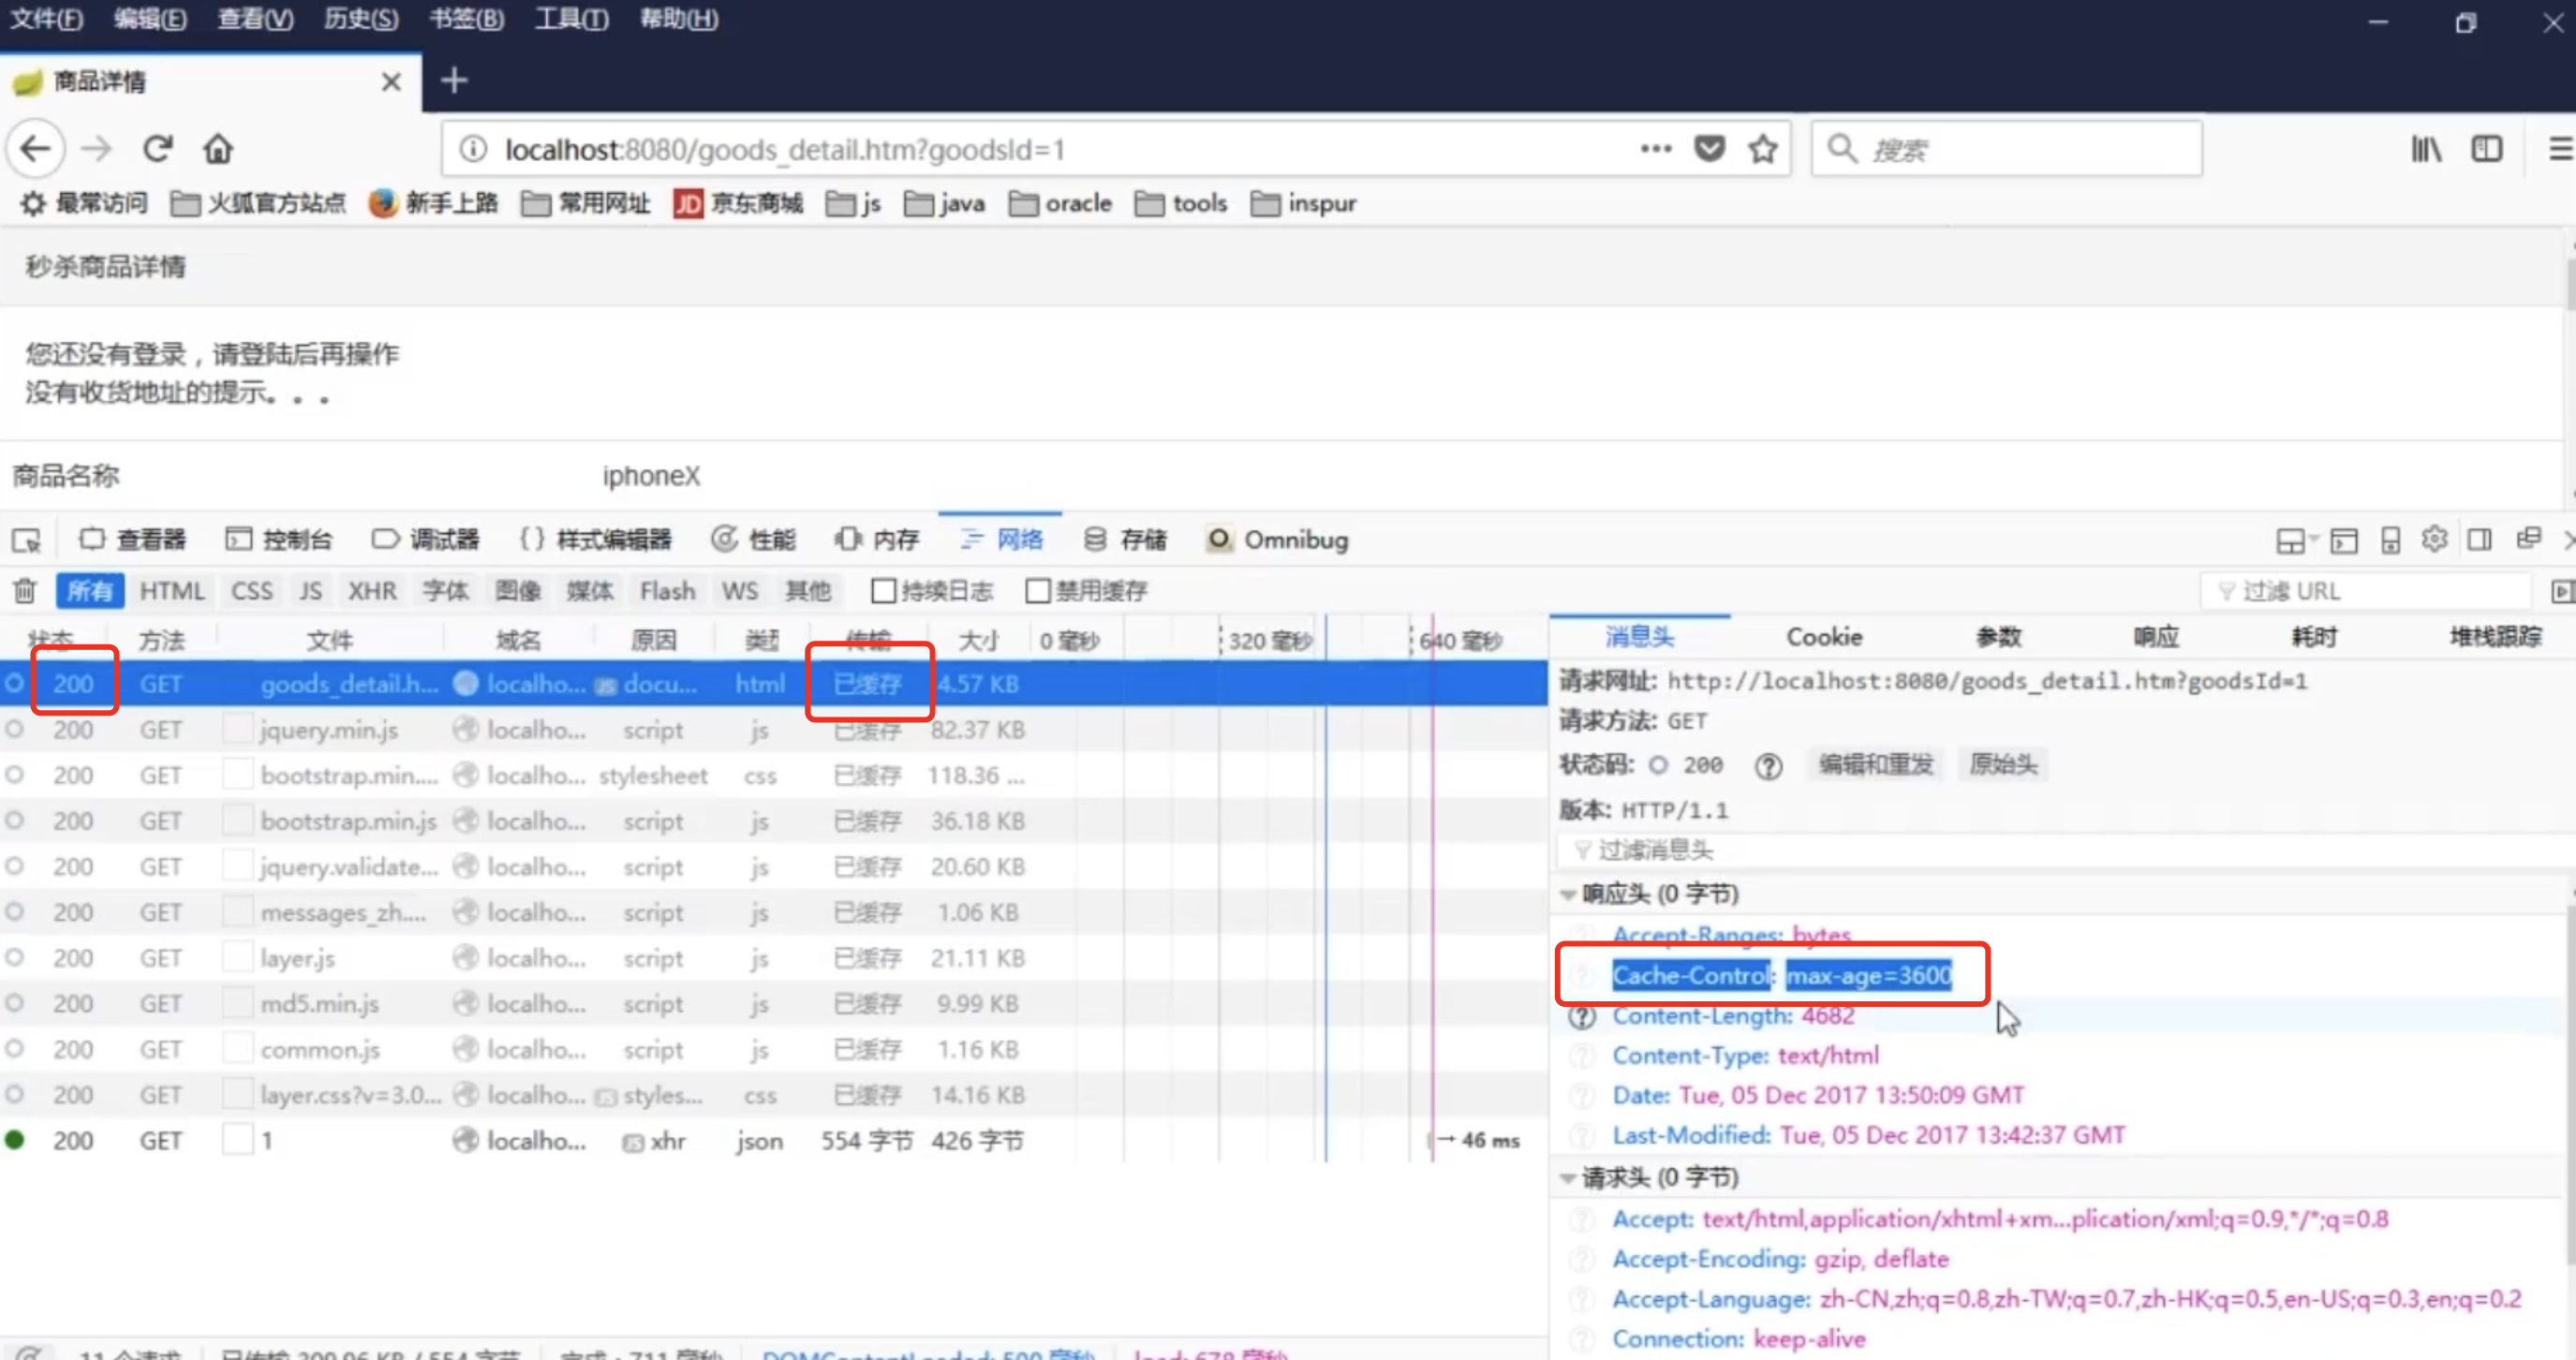 文件(F) 编辑(E) 查看(V) 历史(S) 书签(B) 工具(T) 帮助(H)
商品详情
localhost:8080/goods_detail.htm?goodsId=1 搜索
最常访问 火狐官方站点 新手上路 常用网址 JD 京东商城 js java oracle tools inspur
秒杀商品详情
您还没有登录，请登陆后再操作
没有收货地址的提示。。。
商品名称 iphoneX
查看器 控制台 调试器 {} 样式编辑器 性能 内存 网络 存储 Omnibug
所有 HTML CSS JS XHR 字体 图像 媒体 Flash WS 其他 持续日志 禁用缓存 过滤 URL
状态 方法 文件 域名 原因 类型 传输 大小 0 毫秒 320 毫秒 640 毫秒
200 GET goods_detail.h... localho... docu... html 已缓存 4.57 KB
200 GET jquery.min.js localho... script js 已缓存 82.37 KB
200 GET bootstrap.min.... localho... stylesheet css 已缓存 118.36 ...
200 GET bootstrap.min.js localho... script js 已缓存 36.18 KB
200 GET jquery.validate... localho... script js 已缓存 20.60 KB
200 GET messages_zh.... localho... script js 已缓存 1.06 KB
200 GET layer.js localho... script js 已缓存 21.11 KB
200 GET md5.min.js localho... script js 已缓存 9.99 KB
200 GET common.js localho... script js 已缓存 1.16 KB
200 GET layer.css?v=3.0... localho... styles... css 已缓存 14.16 KB
200 GET 1 localho... xhr json 554 字节 426 字节 → 46 ms
11 个请求 已传输 309.96 KB / 554 字节 完成：711 毫秒 DOMContentLoaded: 500 毫秒 load: 678 毫秒
消息头 Cookie 参数 响应 耗时 堆栈跟踪
请求网址: http://localhost:8080/goods_detail.htm?goodsId=1
请求方法: GET
状态码: 200 编辑和重发 原始头
版本: HTTP/1.1
过滤消息头
响应头 (0 字节)
Accept-Ranges: bytes
Cache-Control: max-age=3600
Content-Length: 4682
Content-Type: text/html
Date: Tue, 05 Dec 2017 13:50:09 GMT
Last-Modified: Tue, 05 Dec 2017 13:42:37 GMT
请求头 (0 字节)
Accept: text/html,application/xhtml+xm...plication/xml;q=0.9,*/*;q=0.8
Accept-Encoding: gzip, deflate
Accept-Language: zh-CN,zh;q=0.8,zh-TW;q=0.7,zh-HK;q=0.5,en-US;q=0.3,en;q=0.2
Connection: keep-alive